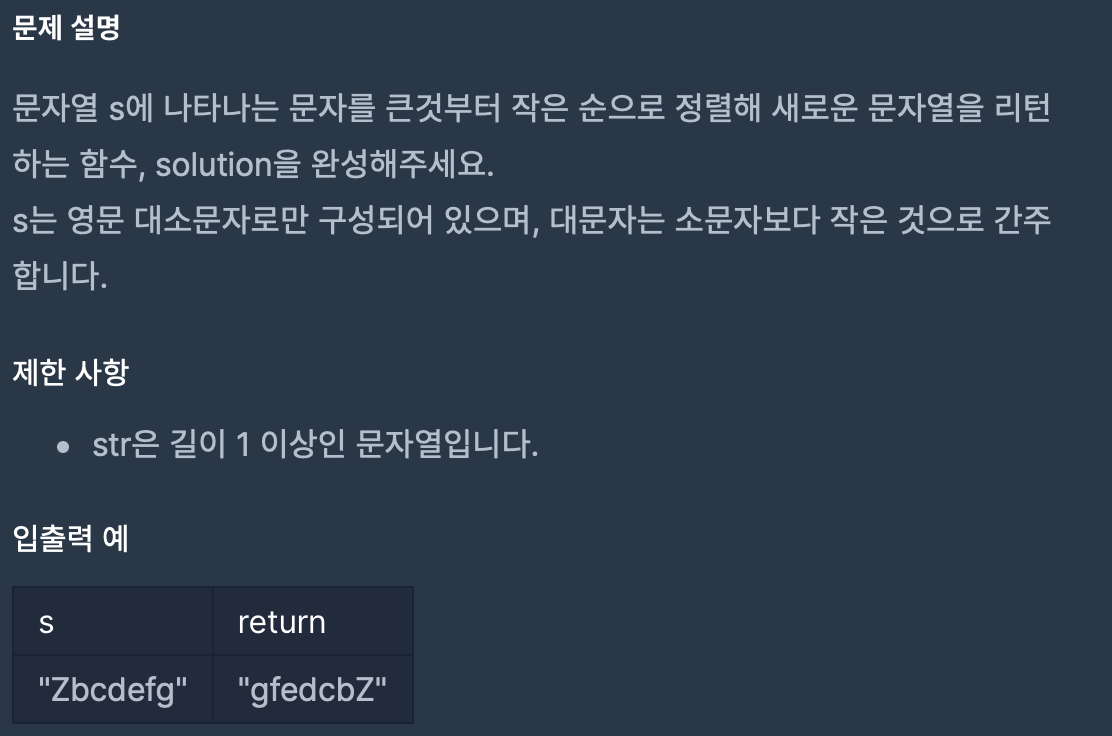 문제 설명
문자열 s에 나타나는 문자를 큰것부터 작은 순으로 정렬해 새로운 문자열을 리턴
하는 함수, solution을 완성해주세요.
s는 영문 대소문자로만 구성되어 있으며, 대문자는 소문자보다 작은 것으로 간주
합니다.
제한 사항
• str은 길이 1 이상인 문자열입니다.
입출력 예
s return
"Zbcdefg" "gfedcbZ"